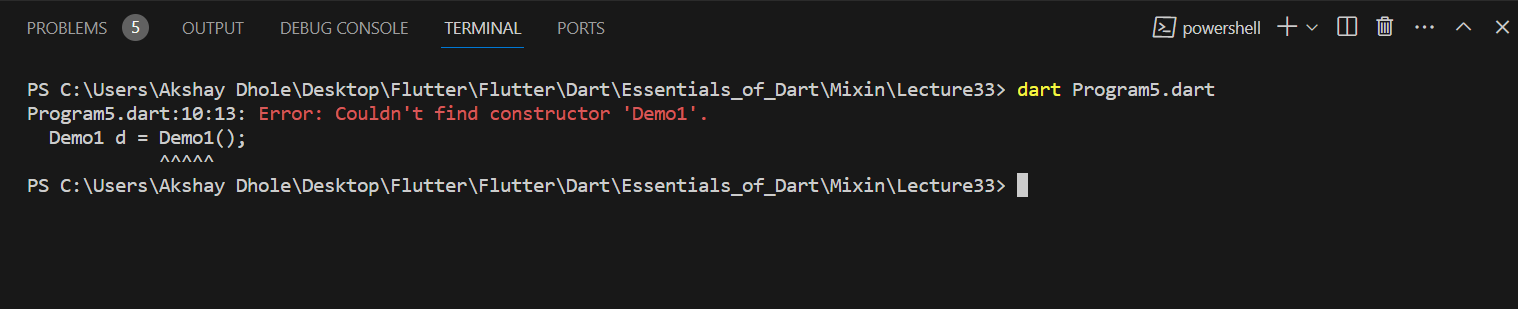 PROBLEMS 5 OUTPUT DEBUG CONSOLE TERMINAL PORTS powershell
PS C:\Users\Akshay Dhole\Desktop\Flutter\Flutter\Dart\Essentials_of_Dart\Mixin\Lecture33> dart Program5.dart
Program5.dart:10:13: Error: Couldn't find constructor 'Demo1'.
  Demo1 d = Demo1();
            ^^^^^
PS C:\Users\Akshay Dhole\Desktop\Flutter\Flutter\Dart\Essentials_of_Dart\Mixin\Lecture33>